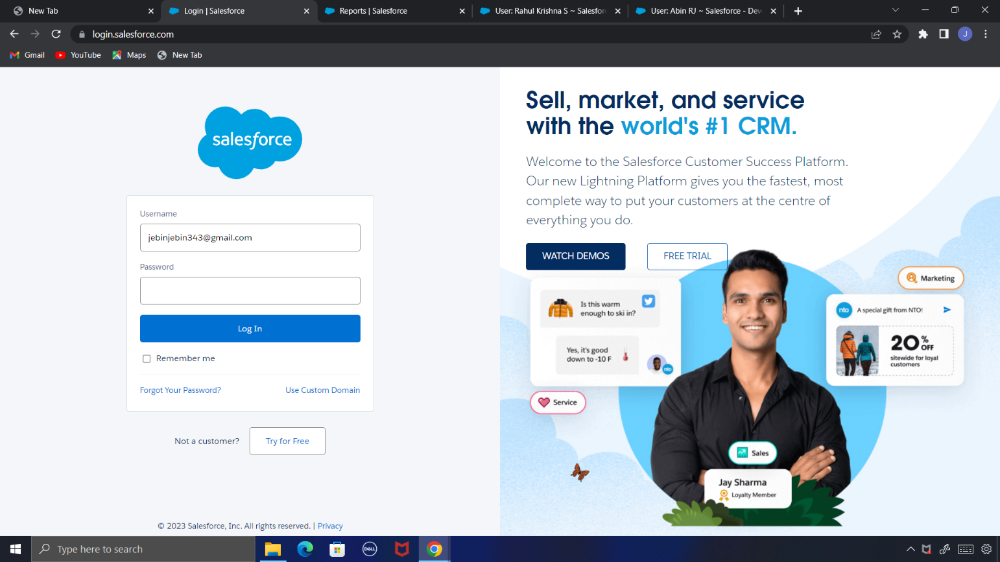 New Tab
Login | Salesforce
Reports | Salesforce
User: Rahul Krishna S ~ Salesforc
User: Abin RJ ~ Salesforce - Deve
login.salesforce.com
J
Gmail
YouTube
Maps
New Tab
salesforce
Username
jebinjebin343@gmail.com
Password
Log In
Remember me
Forgot Your Password?
Use Custom Domain
Not a customer?
Try for Free
© 2023 Salesforce, Inc. All rights reserved. | Privacy
Sell, market, and service
with the world's #1 CRM.
Welcome to the Salesforce Customer Success Platform.
Our new Lightning Platform gives you the fastest, most
complete way to put your customers at the centre of
everything you do.
WATCH DEMOS
FREE TRIAL
Is this warm
enough to ski in?
Yes, it's good
down to -10 F
nto
Service
Marketing
nto
A special gift from NTO!
20% OFF
sitewide for loyal
customers
Sales
Jay Sharma
Loyalty Member
Type here to search
DELL